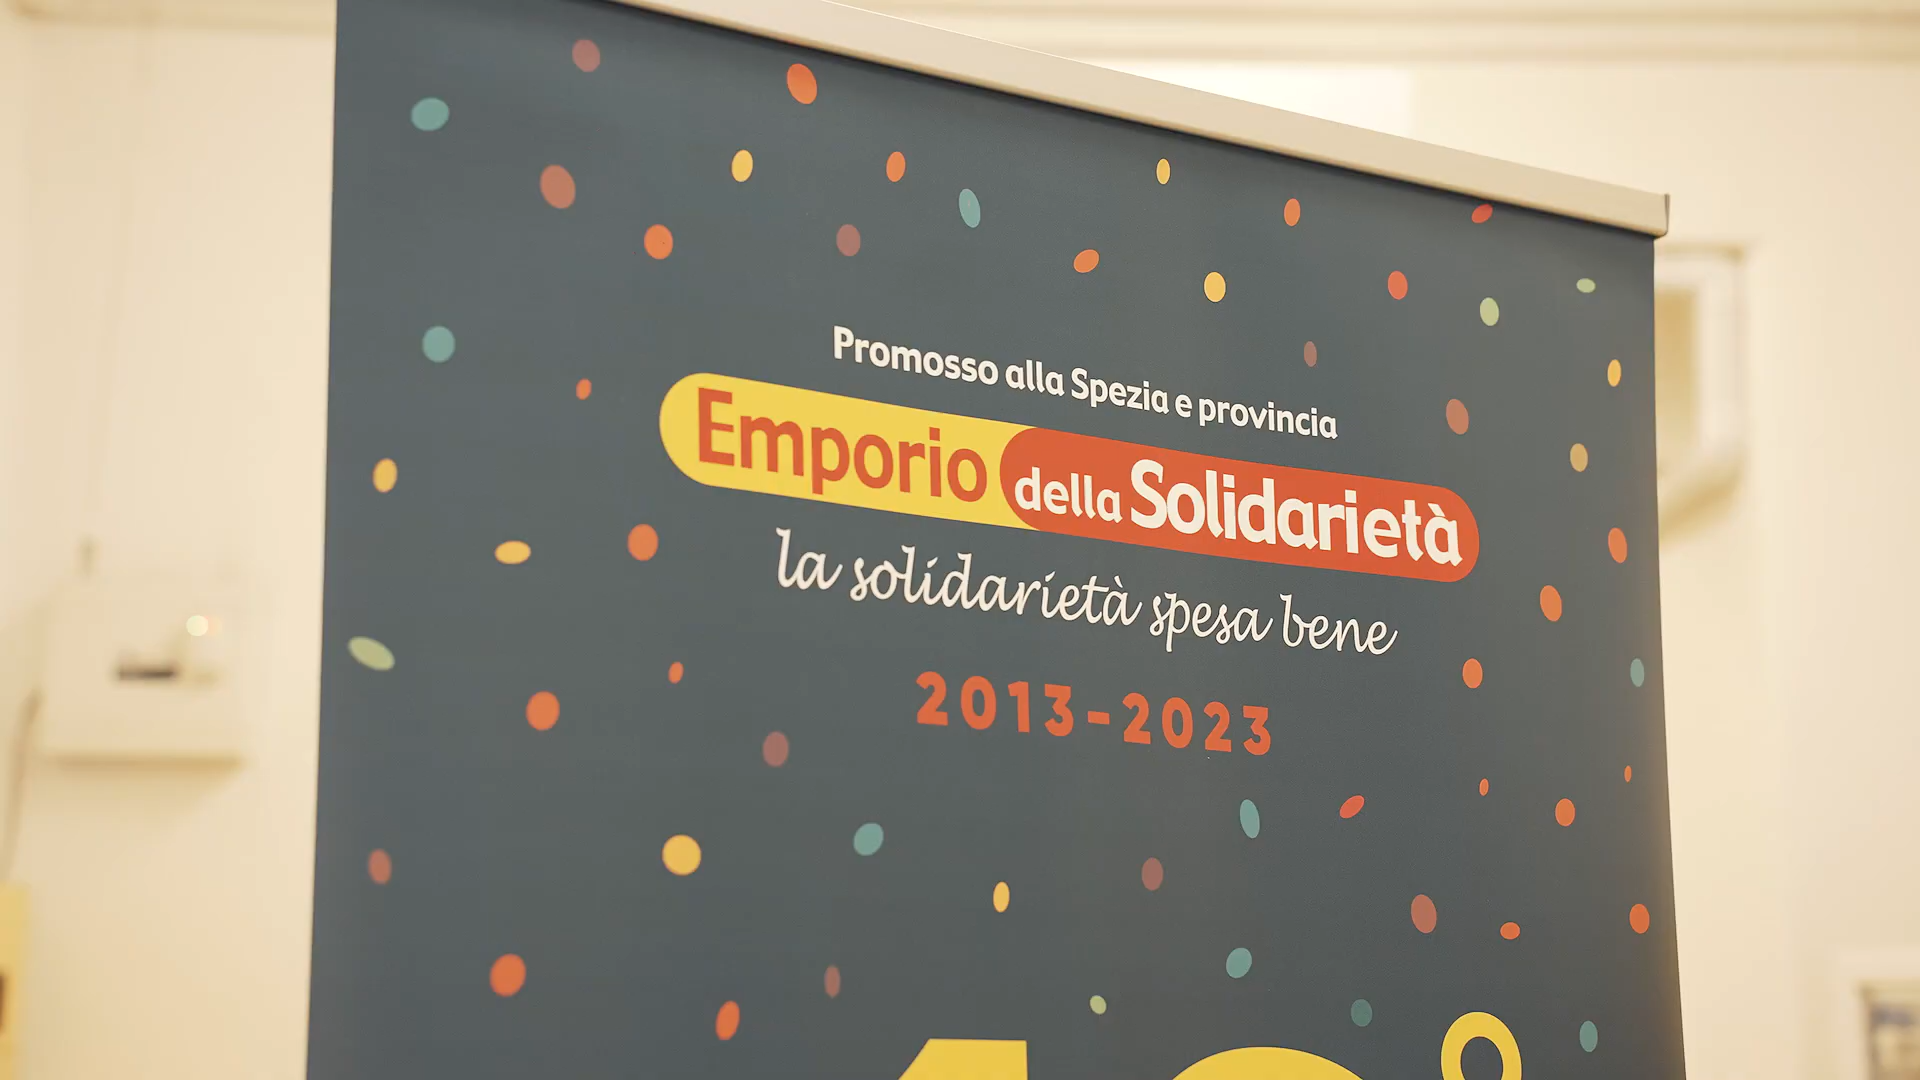 Promosso alla Spezia e provincia
Emporio della Solidarietà
la solidarietà spesa bene
2013-2023